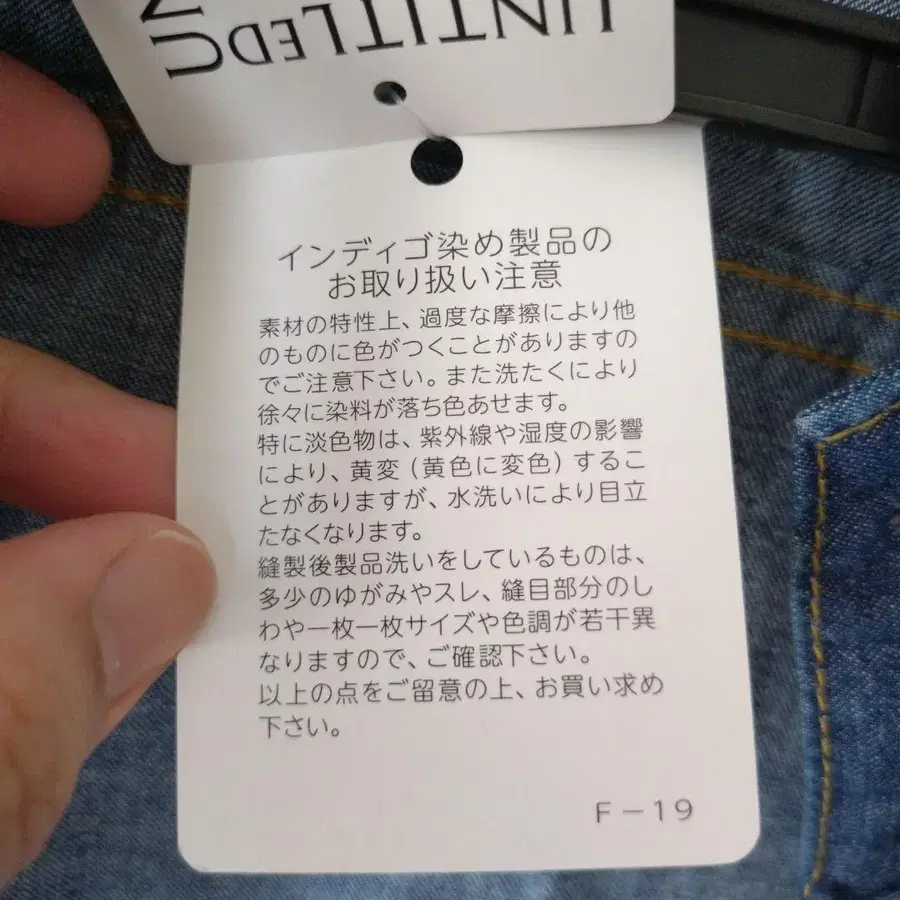 UNTITLED
インディゴ染め製品の
お取り扱い注意
素材の特性上、過度な摩擦により他
のものに色がつくことがありますの
でご注意下さい。また洗たくにより
徐々に染料が落ち色あせます。
特に淡色物は、紫外線や湿度の影響
により、黄変（黄色に変色）するこ
とがありますが、水洗いにより目立
たなくなります。
縫製後製品洗いをしているものは、
多少のゆがみやスレ、縫目部分のし
わや一枚一枚サイズや色調が若干異
なりますので、ご確認下さい。
以上の点をご留意の上、お買い求め
下さい。
F－19